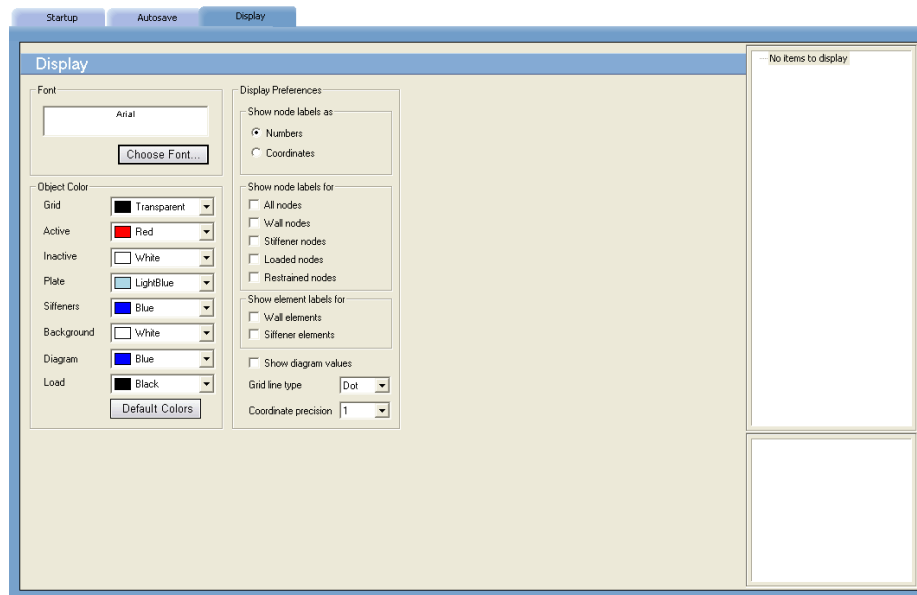 Startup
Autosave
Display
Display
Font
Arial
Choose Font...
Object Color
Grid
Transparent
Active
Red
Inactive
White
Plate
LightBlue
Siffeners
Blue
Background
White
Diagram
Blue
Load
Black
Default Colors
Display Preferences
Show node labels as
Numbers
Coordinates
Show node labels for
All nodes
Wall nodes
Stiffener nodes
Loaded nodes
Restrained nodes
Show element labels for
Wall elements
Siffener elements
Show diagram values
Grid line type
Dot
Coordinate precision
1
No items to display